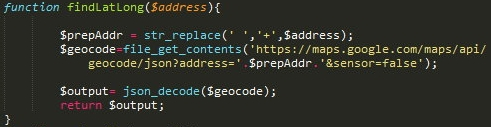 function findLatLong($address){
$prepAddr = str_replace(' ','+',$address);
$geocode=file_get_contents('https://maps.google.com/maps/api/
geocode/json?address='.$prepAddr.'&sensor=false');
$output= json_decode($geocode);
return $output;
}